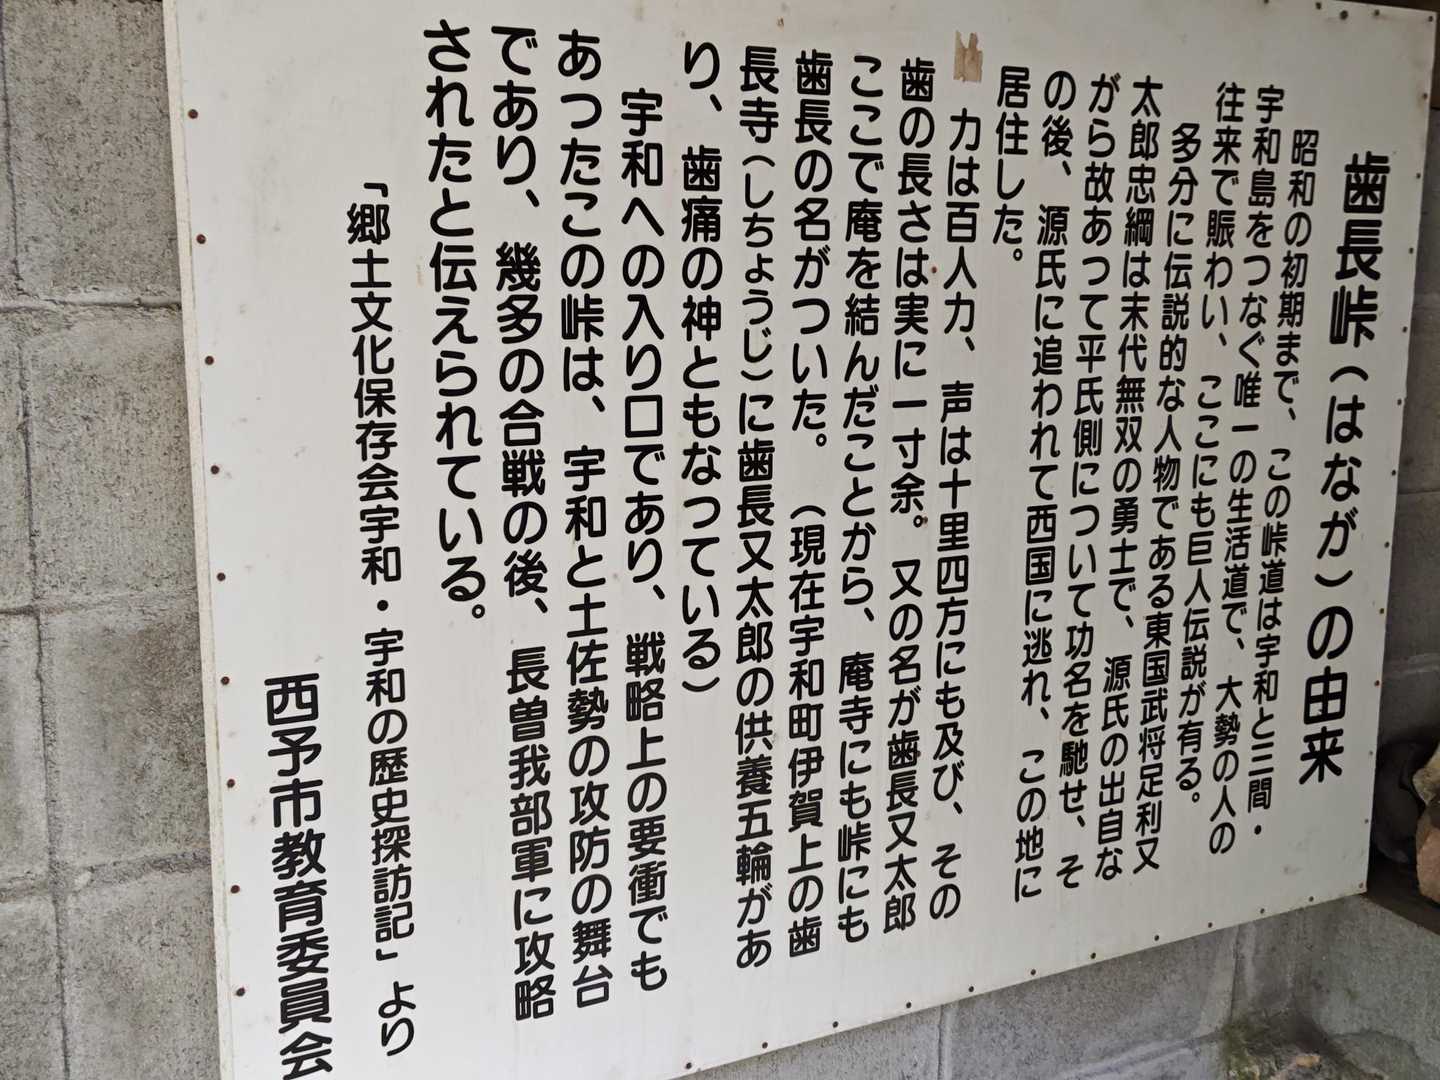 歯長峠（はなが）の由来
昭和の初期まで、この峠道は宇和と三間・
宇和島をつなぐ唯一の生活道で、大勢の人の
往来で賑わい、ここにも巨人伝説が有る。
多分に伝説的な人物である東国武将足利又
太郎忠綱は末代無双の勇士で、源氏の出自な
がら故あって平氏側について功名を馳せ、そ
の後、源氏に追われて西国に逃れ、この地に
居住した。
力は百人力、声は十里四方にも及び、その
歯の長さは実に一寸余。又の名が歯長又太郎
ここで庵を結んだことから、庵寺にも峠にも
歯長の名がついた。（現在宇和町伊賀上の歯
長寺（しちょうじ）に歯長又太郎の供養五輪があ
り、歯痛の神ともなっている）
宇和への入り口であり、戦略上の要衝でも
あったこの峠は、宇和と土佐勢の攻防の舞台
であり、幾多の合戦の後、長曽我部軍に攻略
されたと伝えられている。
「郷土文化保存会宇和・宇和の歴史探訪記」より
西予市教育委員会